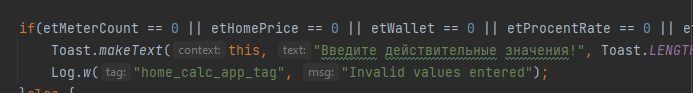 if(etMeterCount == 0 || etHomePrice == 0 || etWallet == 0 || etProcentRate == 0 || et
Toast.makeText( context: this, text: "Введите действительные значения!", Toast.LENGTH
Log.w( tag: "home_calc_app_tag", msg: "Invalid values entered");
}else {